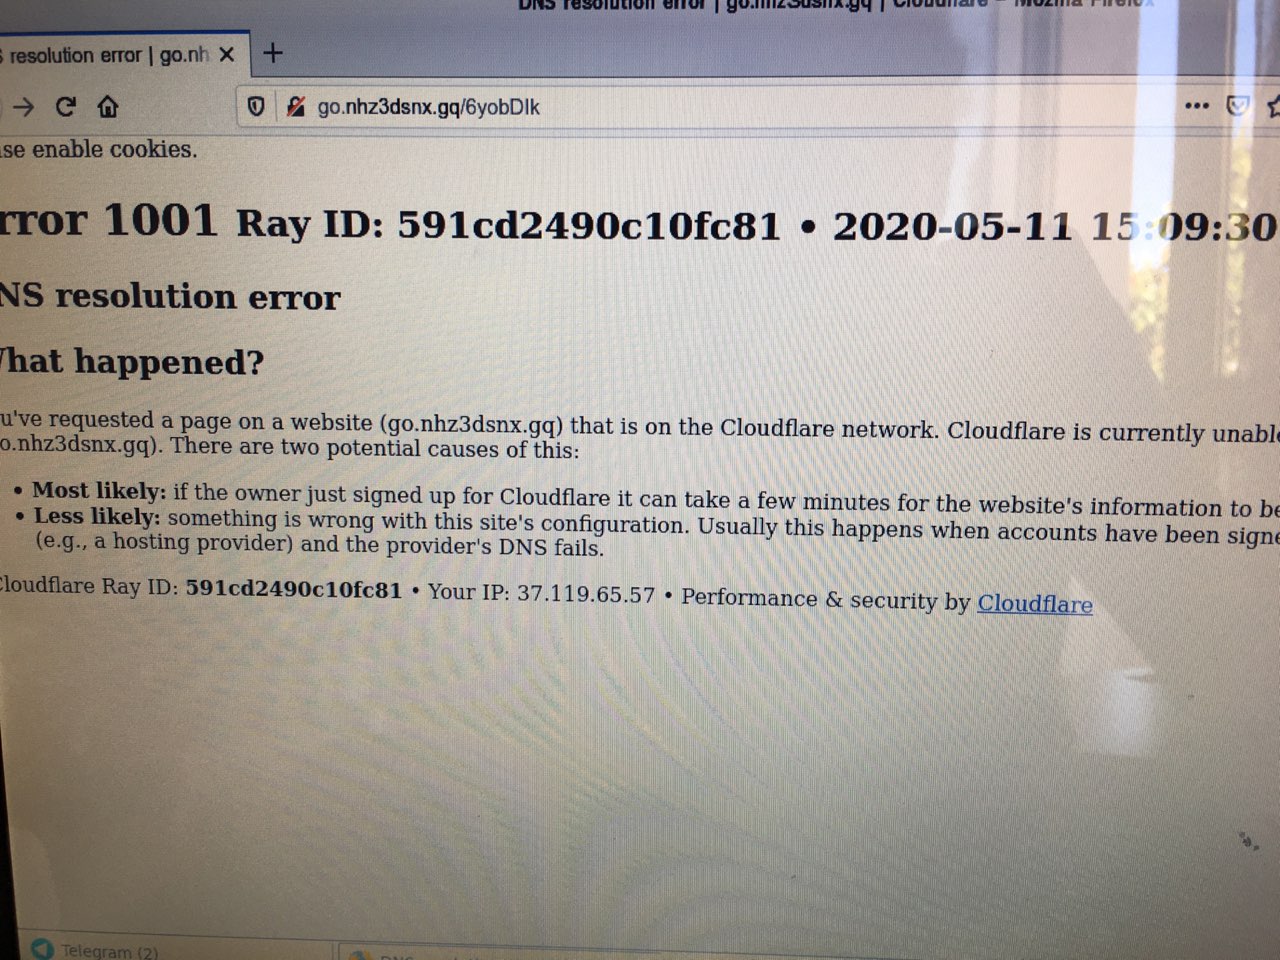 DNS resolution error | go.nhz3dsnx.gq | Cloudflare - Mozilla Firefox
resolution error | go.nh
go.nhz3dsnx.gq/6yobDIk
se enable cookies.
rror 1001 Ray ID: 591cd2490c10fc81 • 2020-05-11 15:09:30
NS resolution error
hat happened?
u've requested a page on a website (go.nhz3dsnx.gq) that is on the Cloudflare network. Cloudflare is currently unable
o.nhz3dsnx.gq). There are two potential causes of this:
• Most likely: if the owner just signed up for Cloudflare it can take a few minutes for the website's information to be
• Less likely: something is wrong with this site's configuration. Usually this happens when accounts have been signe
(e.g., a hosting provider) and the provider's DNS fails.
Cloudflare Ray ID: 591cd2490c10fc81 • Your IP: 37.119.65.57 • Performance & security by Cloudflare
Telegram (2)